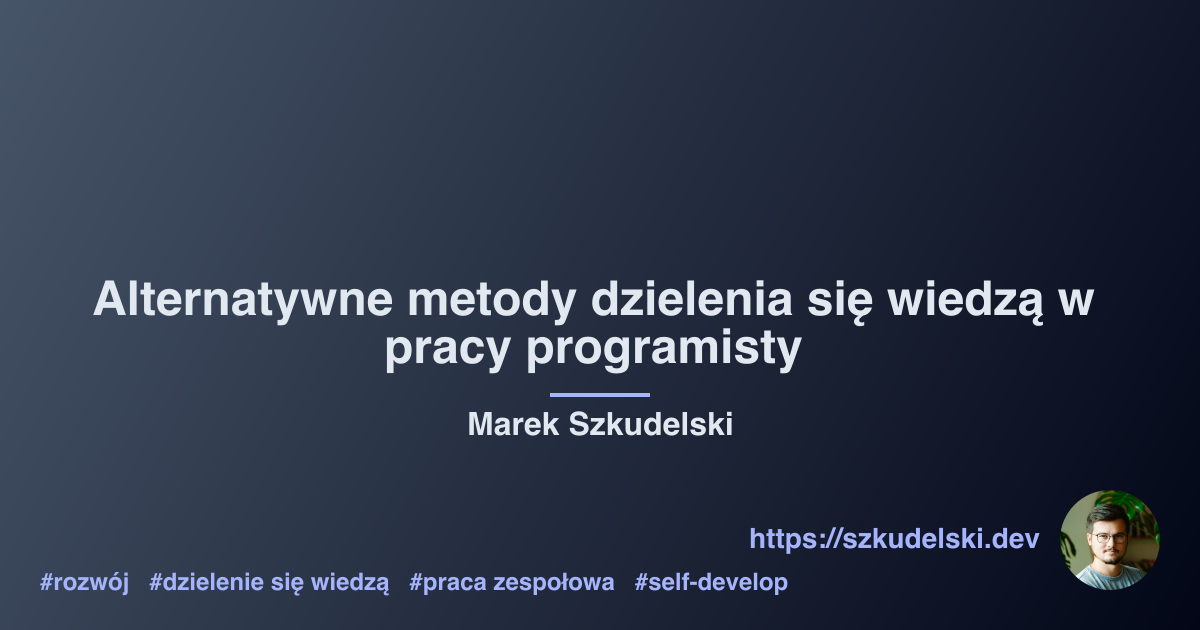 Alternatywne metody dzielenia się wiedzą w
pracy programisty
Marek Szkudelski
https://szkudelski.dev
#rozwój #dzielenie się wiedzą #praca zespołowa #self-develop